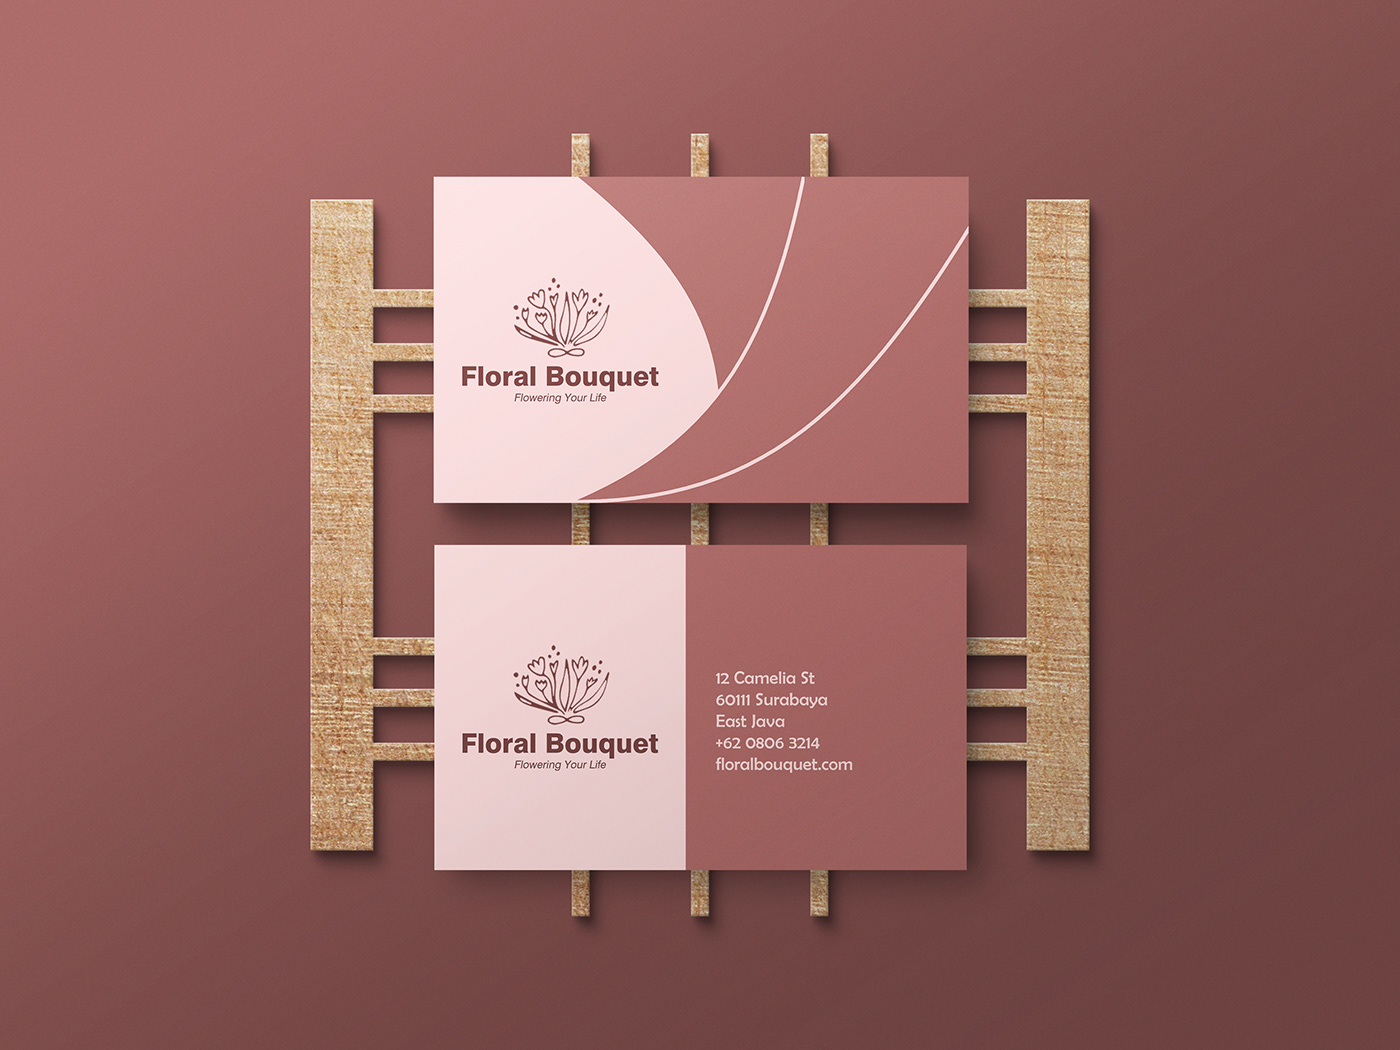 Floral Bouquet
Flowering Your Life
Floral Bouquet
Flowering Your Life
12 Camelia St
60111 Surabaya
East Java
+62 0806 3214
floralbouquet.com